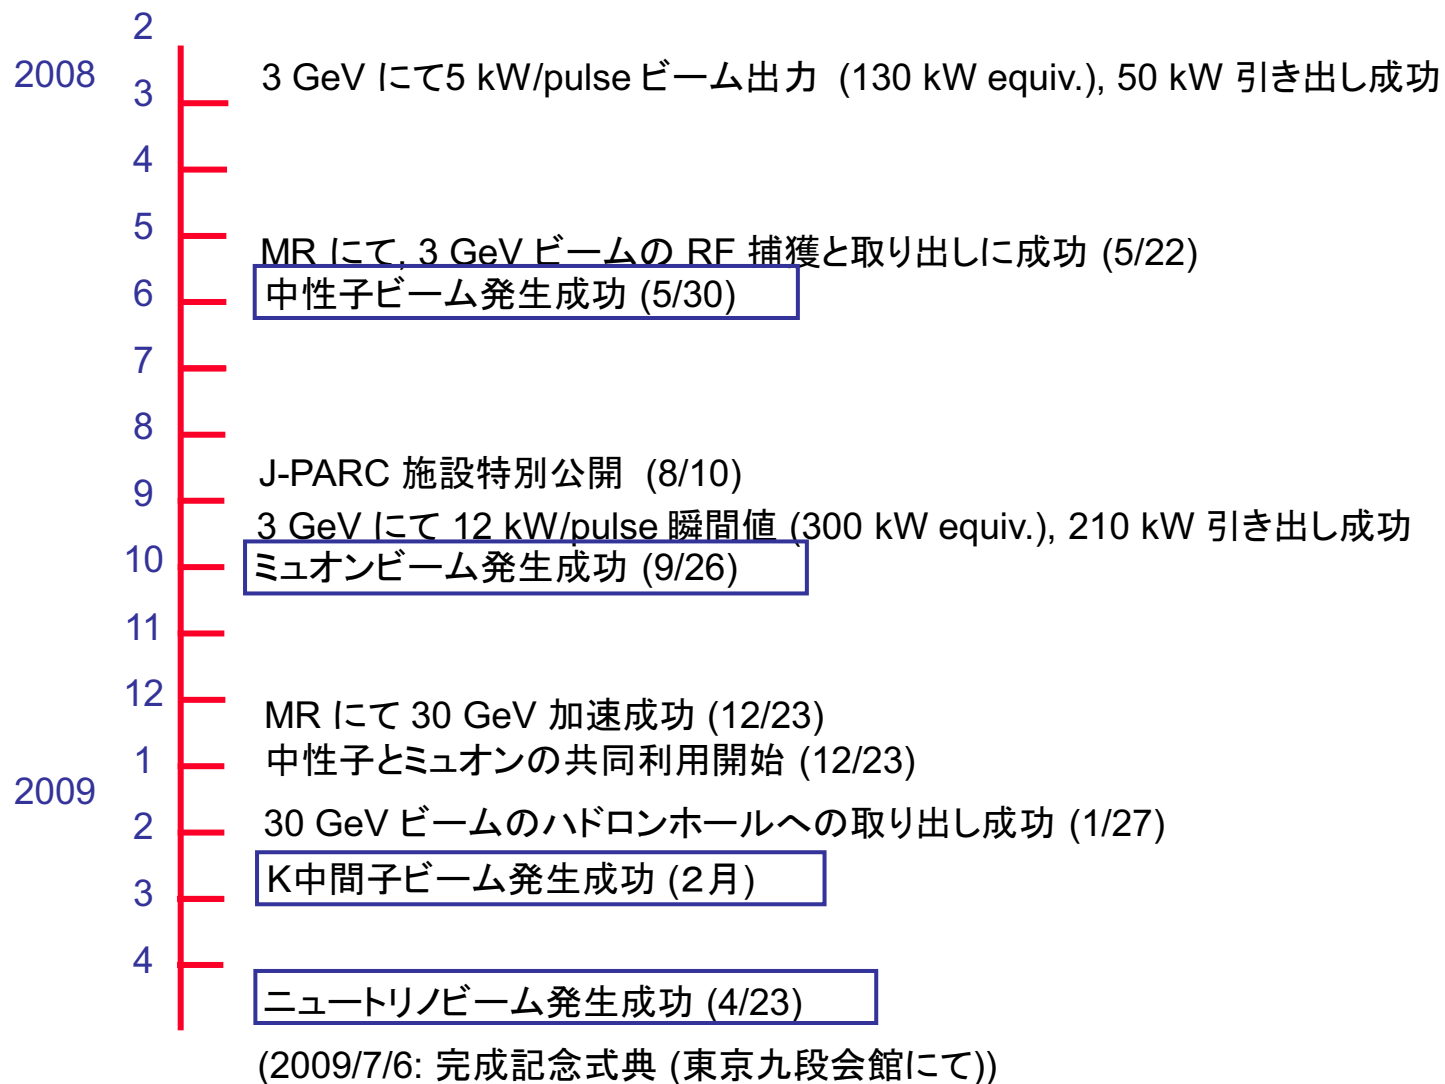 2
2008
3 GeV にて5 kW/pulse ビーム出力 (130 kW equiv.), 50 kW 引き出し成功
3
4
5
MR にて, 3 GeV ビームの RF 捕獲と取り出しに成功 (5/22)
中性子ビーム発生成功 (5/30)
6
7
8
J-PARC 施設特別公開 (8/10)
9
3 GeV にて 12 kW/pulse 瞬間値 (300 kW equiv.), 210 kW 引き出し成功
10
ミュオンビーム発生成功 (9/26)
11
12
MR にて 30 GeV 加速成功 (12/23)
1
中性子とミュオンの共同利用開始 (12/23)
2009
2
30 GeV ビームのハドロンホールへの取り出し成功 (1/27)
K中間子ビーム発生成功 (２月)
3
4
ニュートリノビーム発生成功 (4/23)
(2009/7/6: 完成記念式典 (東京九段会館にて))